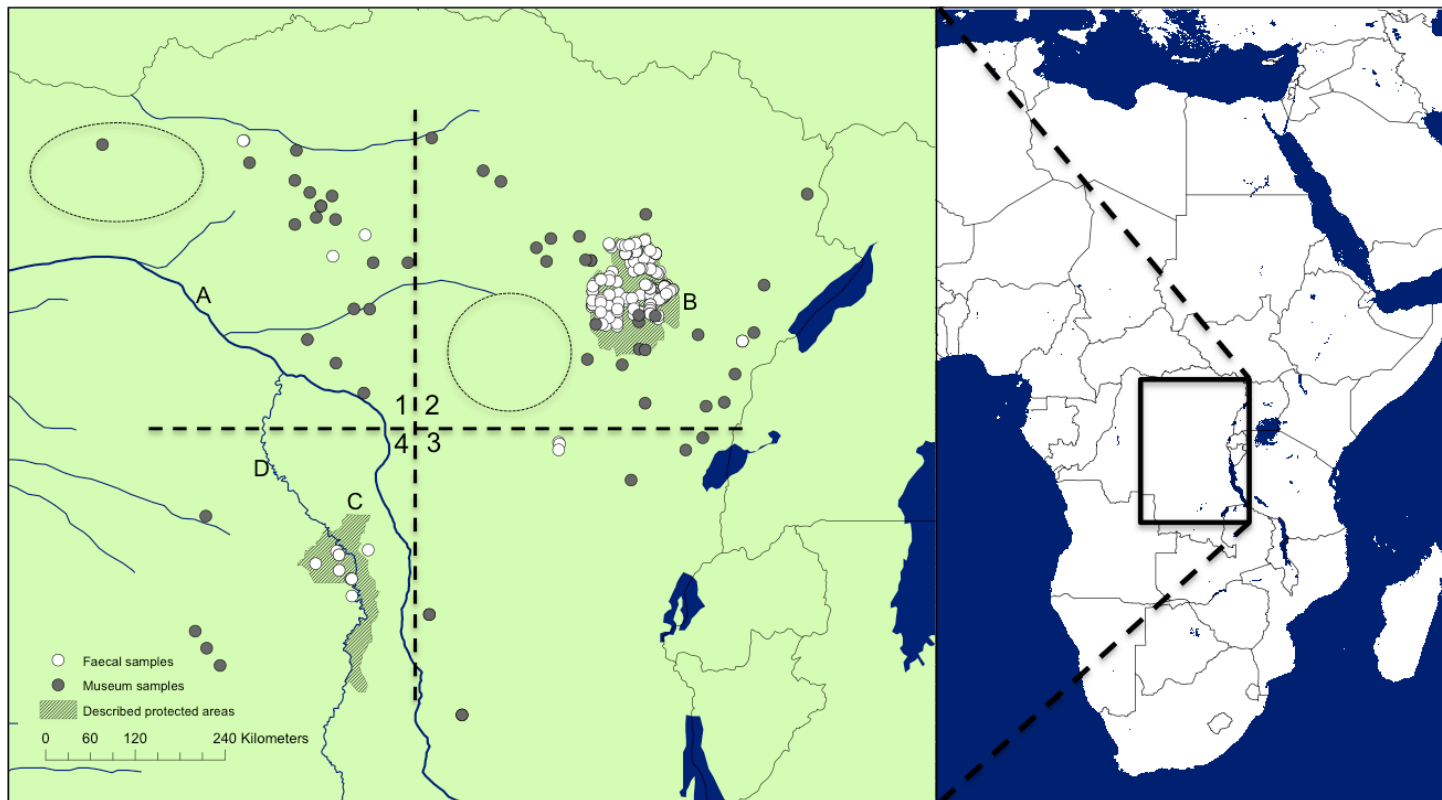 A
B
1 2
4 3
D
C
Faecal samples
Museum samples
Described protected areas
0 60 120 240 Kilometers